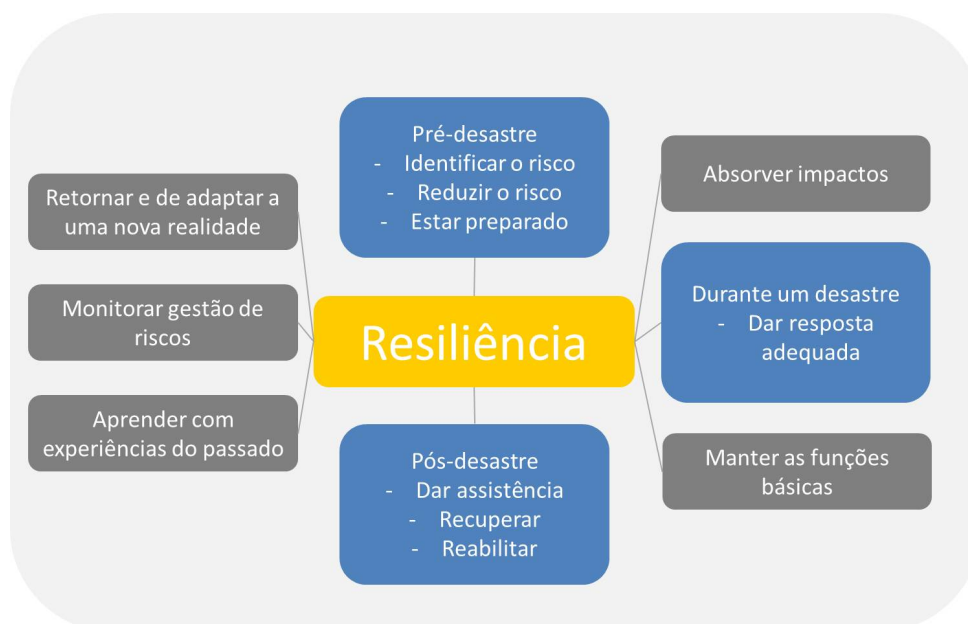 Pré-desastre
- Identificar o risco
- Reduzir o risco
- Estar preparado
Retornar e de adaptar a
uma nova realidade
Monitorar gestão de
riscos
Aprender com
experiências do passado
Resiliência
Absorver impactos
Durante um desastre
- Dar resposta
adequada
Manter as funções
básicas
Pós-desastre
- Dar assistência
- Recuperar
- Reabilitar